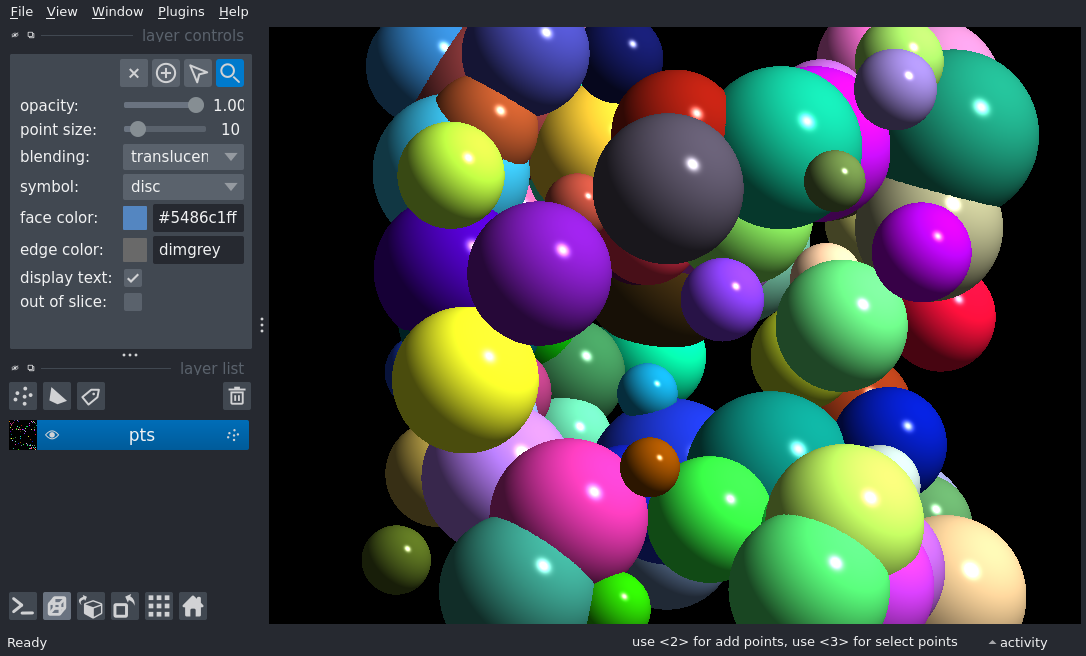 File View Window Plugins Help
layer controls
opacity: 1.00
point size: 10
blending: translucen
symbol: disc
face color: #5486c1ff
edge color: dimgrey
display text:
out of slice:
layer list
pts
Ready use <2> for add points, use <3> for select points activity